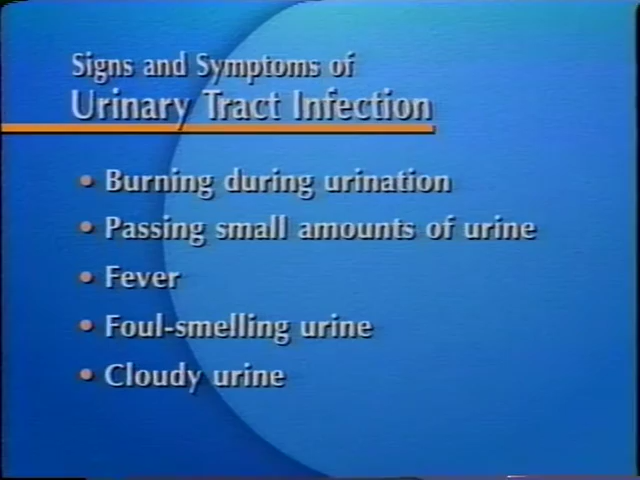 Signs and Symptoms of
Urinary Tract Infection
• Burning during urination
• Passing small amounts of urine
• Fever
• Foul-smelling urine
• Cloudy urine